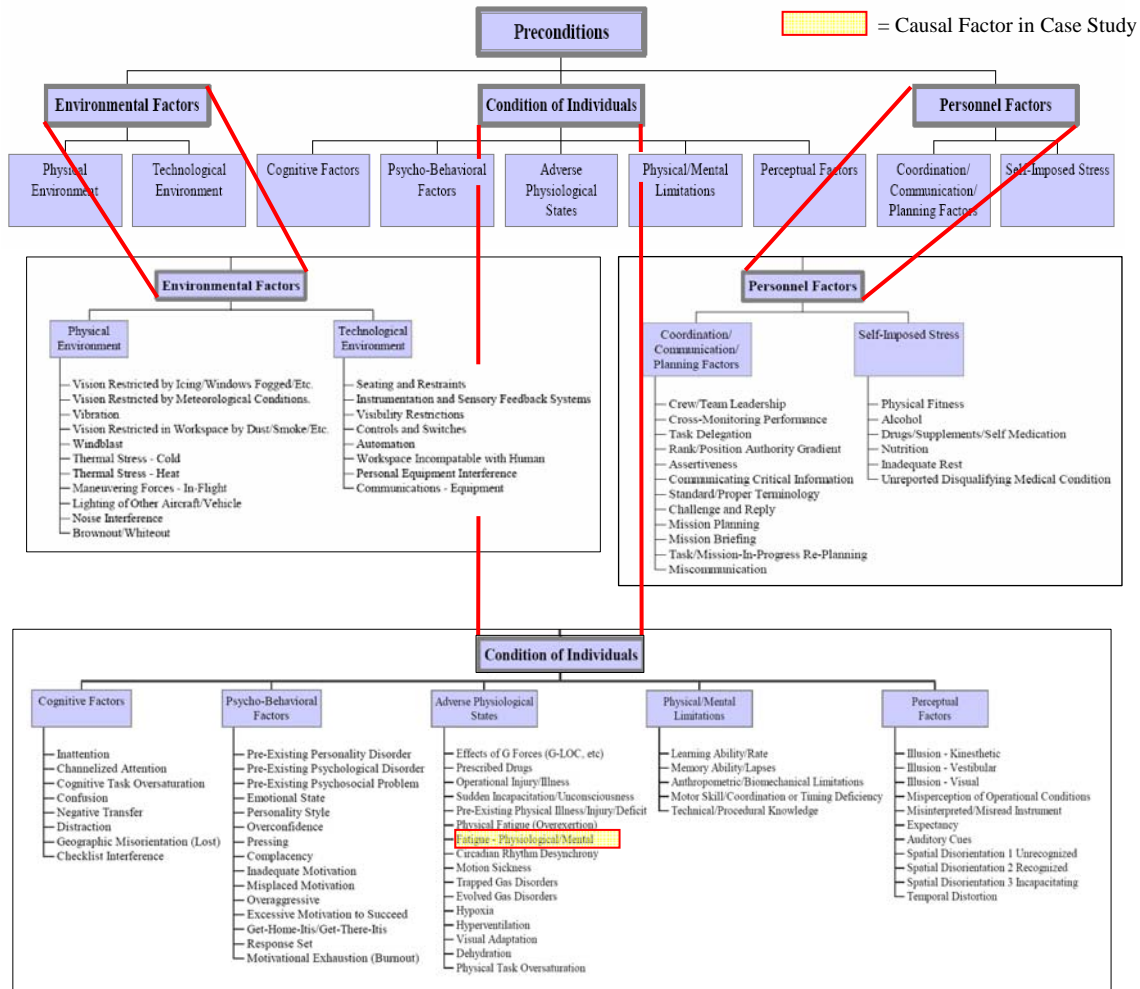 Preconditions
= Causal Factor in Case Study
Environmental Factors
Condition of Individuals
Personnel Factors
Physical
Environment
Technological
Environment
Cognitive Factors
Psycho-Behavioral
Factors
Adverse
Physiological
States
Physical/Mental
Limitations
Perceptual Factors
Coordination/
Communication/
Planning Factors
Self-Imposed Stress
Environmental Factors
Physical
Environment
Vision Restricted by Icing/Windows Fogged/Etc.
Vision Restricted by Meteorological Conditions.
Vibration
Vision Restricted in Workspace by Dust/Smoke/Etc.
Windblast
Thermal Stress - Cold
Thermal Stress - Heat
Maneuvering Forces - In-Flight
Lighting of Other Aircraft/Vehicle
Noise Interference
Brownout/Whiteout
Technological
Environment
Seating and Restraints
Instrumentation and Sensory Feedback Systems
Visibility Restrictions
Controls and Switches
Automation
Workspace Incompatable with Human
Personal Equipment Interference
Communications - Equipment
Personnel Factors
Coordination/
Communication/
Planning Factors
Crew/Team Leadership
Cross-Monitoring Performance
Task Delegation
Rank/Position Authority Gradient
Assertiveness
Communicating Critical Information
Standard/Proper Terminology
Challenge and Reply
Mission Planning
Mission Briefing
Task/Mission-In-Progress Re-Planning
Miscommunication
Self-Imposed Stress
Physical Fitness
Alcohol
Drugs/Supplements/Self Medication
Nutrition
Inadequate Rest
Unreported Disqualifying Medical Condition
Condition of Individuals
Cognitive Factors
Inattention
Channelized Attention
Cognitive Task Oversaturation
Confusion
Negative Transfer
Distraction
Geographic Misorientation (Lost)
Checklist Interference
Psycho-Behavioral
Factors
Pre-Existing Personality Disorder
Pre-Existing Psychological Disorder
Pre-Existing Psychosocial Problem
Emotional State
Personality Style
Overconfidence
Pressing
Complacency
Inadequate Motivation
Misplaced Motivation
Overaggressive
Excessive Motivation to Succeed
Get-Home-Itis/Get-There-Itis
Response Set
Motivational Exhaustion (Burnout)
Adverse Physiological
States
Effects of G Forces (G-LOC, etc)
Prescribed Drugs
Operational Injury/Illness
Sudden Incapacitation/Unconsciousness
Pre-Existing Physical Illness/Injury/Deficit
Physical Fatigue (Overexertion)
Fatigue - Physiological/Mental
Circadian Rhythm Desynchrony
Motion Sickness
Trapped Gas Disorders
Evolved Gas Disorders
Hypoxia
Hyperventilation
Visual Adaptation
Dehydration
Physical Task Oversaturation
Physical/Mental
Limitations
Learning Ability/Rate
Memory Ability/Lapses
Anthropometric/Biomechanical Limitations
Motor Skill/Coordination or Timing Deficiency
Technical/Procedural Knowledge
Perceptual
Factors
Illusion - Kinesthetic
Illusion - Vestibular
Illusion - Visual
Misperception of Operational Conditions
Misinterpreted/Misread Instrument
Expectancy
Auditory Cues
Spatial Disorientation 1 Unrecognized
Spatial Disorientation 2 Recognized
Spatial Disorientation 3 Incapacitating
Temporal Distortion